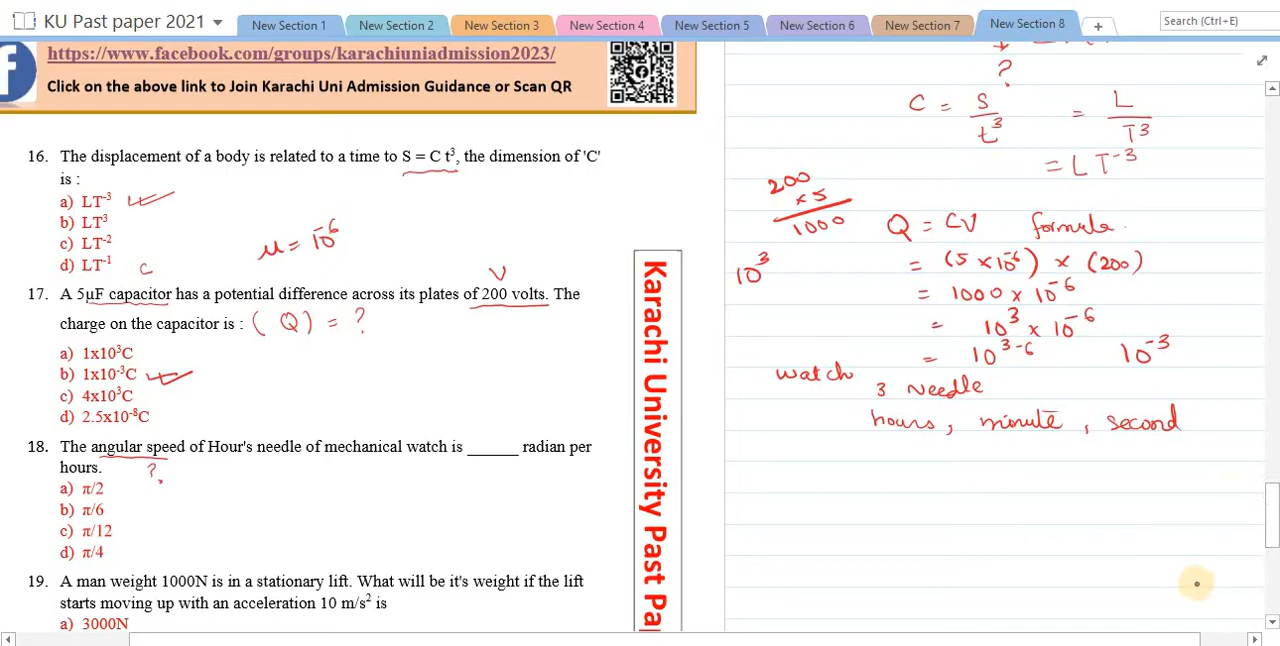 KU Past paper 2021
New Section 1
New Section 2
New Section 3
New Section 4
New Section 5
New Section 6
New Section 7
New Section 8
+
Search (Ctrl+E)
f
https://www.facebook.com/groups/karachiuniadmission2023/
Click on the above link to Join Karachi Uni Admission Guidance or Scan QR
16. The displacement of a body is related to a time to S = C t³, the dimension of 'C'
is :
a) LT⁻³
b) LT³
c) LT⁻²
d) LT⁻¹
μ = 10⁻⁶
C
V
17. A 5μF capacitor has a potential difference across its plates of 200 volts. The
charge on the capacitor is : ( Q ) = ?
a) 1x10³C
b) 1x10⁻³C
c) 4x10³C
d) 2.5x10⁻⁸C
18. The angular speed of Hour's needle of mechanical watch is ______ radian per
hours.
?
a) π/2
b) π/6
c) π/12
d) π/4
19. A man weight 1000N is in a stationary lift. What will be it's weight if the lift
starts moving up with an acceleration 10 m/s² is
a) 3000N
Karachi University Past Pa
?
C = S / t³ = L / T³
= L T⁻³
200
× 5
1000
10³
Q = CV formula.
= (5 × 10⁻⁶) × (200)
= 1000 × 10⁻⁶
= 10³ × 10⁻⁶
= 10³⁻⁶ 10⁻³
watch
3 Needle
hours, minute, second